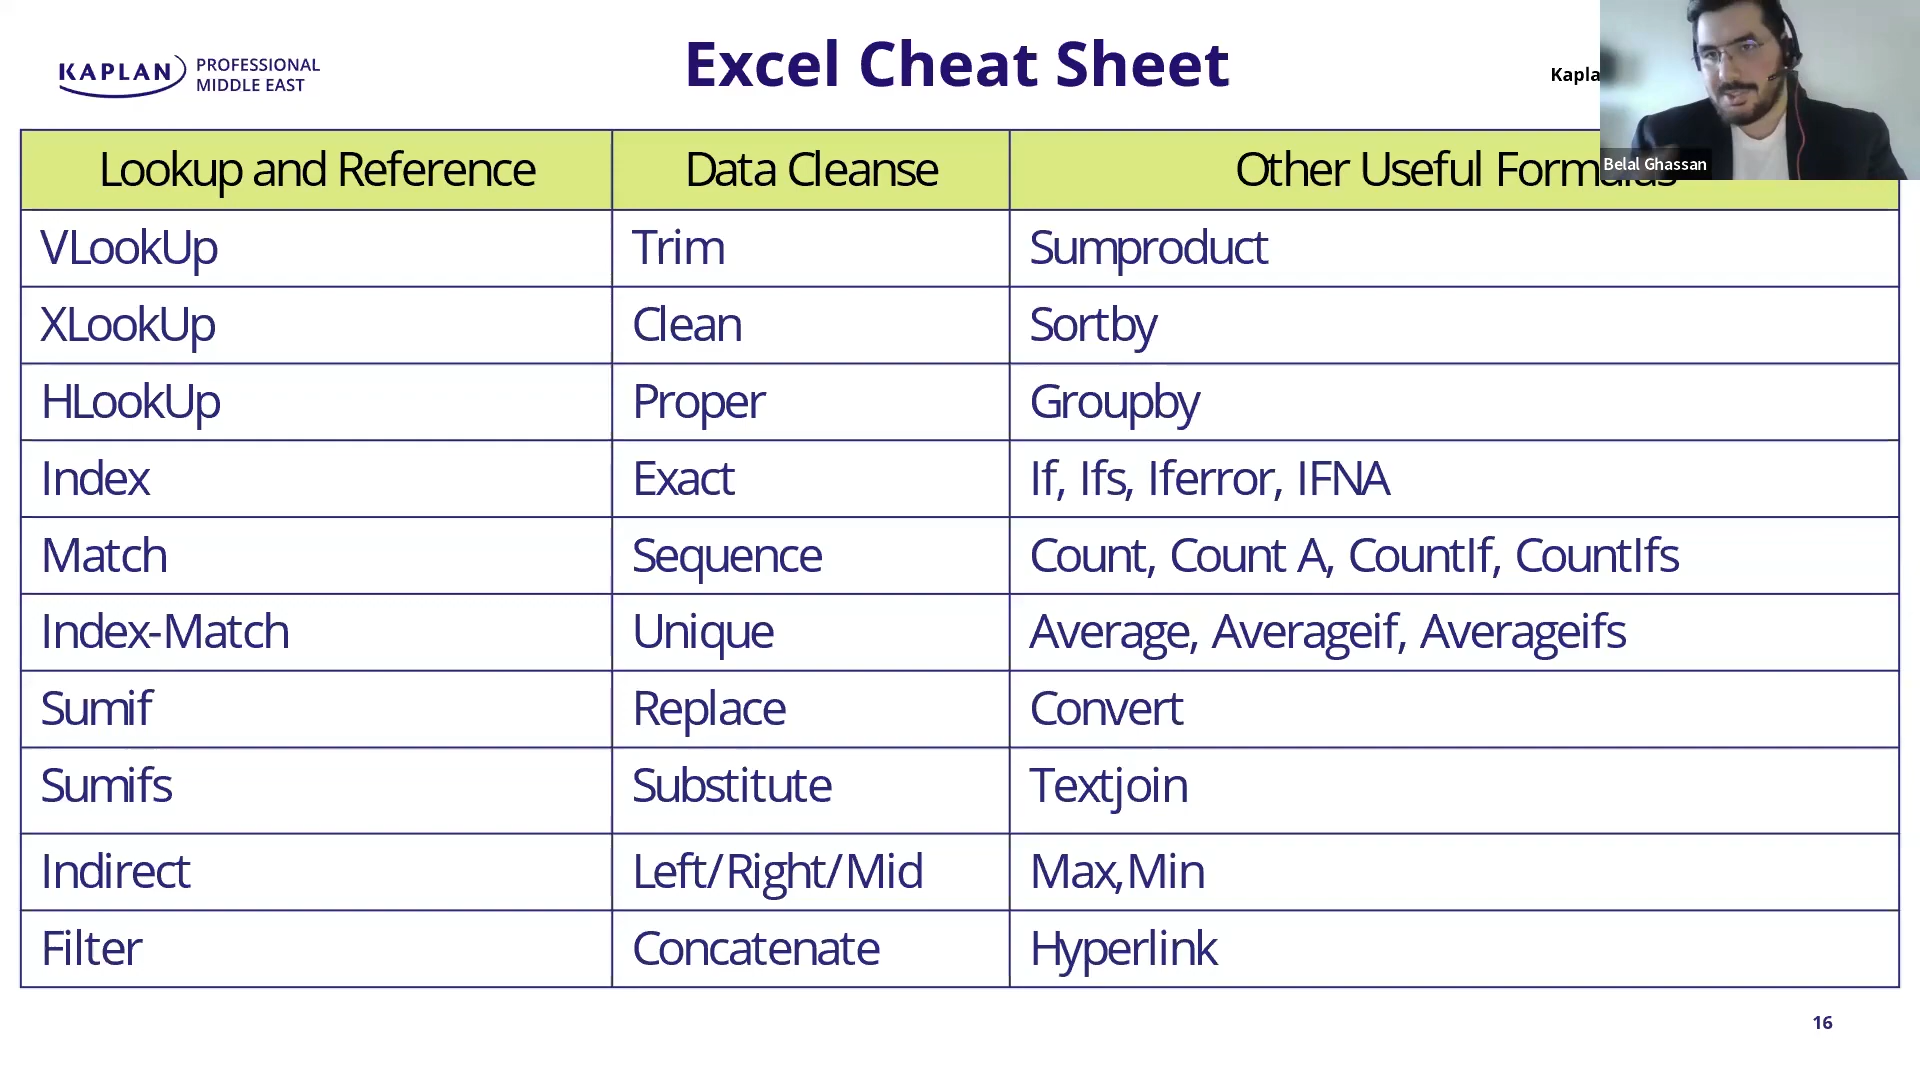 KAPLAN PROFESSIONAL
MIDDLE EAST
Excel Cheat Sheet
Belal Ghassan
Lookup and Reference Data Cleanse Other Useful
VLookUp Trim Sumproduct
XLookUp Clean Sortby
HLookUp Proper Groupby
Index Exact If, Ifs, Iferror, IFNA
Match Sequence Count, Count A, CountIf, CountIfs
Index-Match Unique Average, Averageif, Averageifs
Sumif Replace Convert
Sumifs Substitute Textjoin
Indirect Left/Right/Mid Max,Min
Filter Concatenate Hyperlink
16